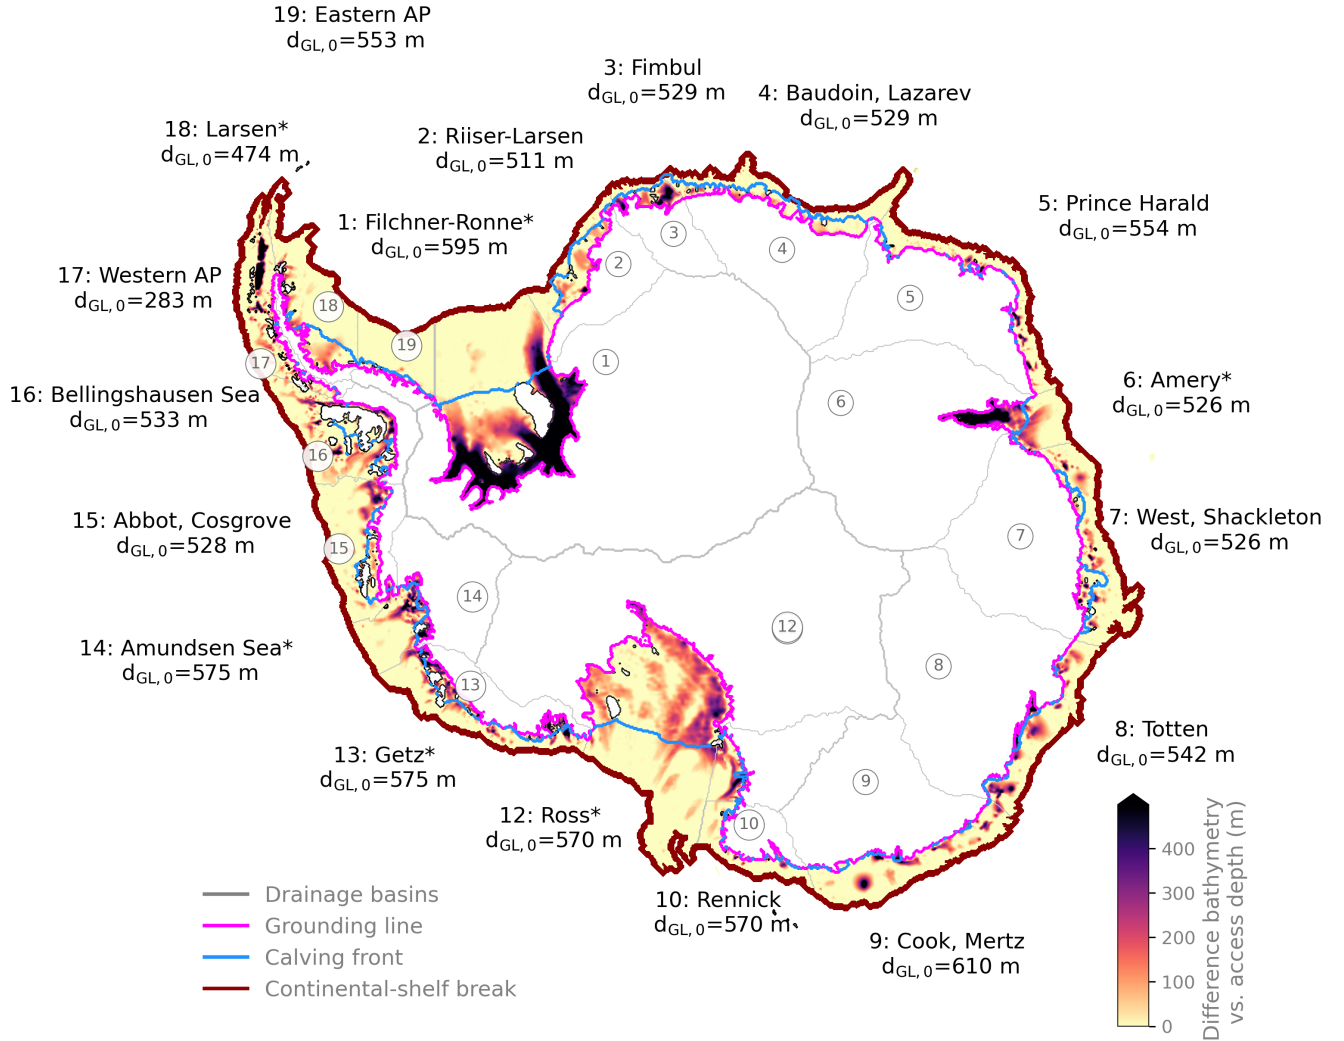 19: Eastern AP
dGL, 0=553 m
3: Fimbul
dGL, 0=529 m
4: Baudoin, Lazarev
dGL, 0=529 m
18: Larsen*
dGL, 0=474 m
2: Riiser-Larsen
dGL, 0=511 m
1: Filchner-Ronne*
dGL, 0=595 m
5: Prince Harald
dGL, 0=554 m
17: Western AP
dGL, 0=283 m
16: Bellingshausen Sea
dGL, 0=533 m
6: Amery*
dGL, 0=526 m
15: Abbot, Cosgrove
dGL, 0=528 m
7: West, Shackleton
dGL, 0=526 m
14: Amundsen Sea*
dGL, 0=575 m
13: Getz*
dGL, 0=575 m
8: Totten
dGL, 0=542 m
12: Ross*
dGL, 0=570 m
10: Rennick
dGL, 0=570 m
9: Cook, Mertz
dGL, 0=610 m
3
2
4
5
18
19
17
1
6
16
7
15
14
12
8
13
9
10
Drainage basins
Grounding line
Calving front
Continental-shelf break
400
300
200
100
0
Difference bathymetry
vs. access depth (m)